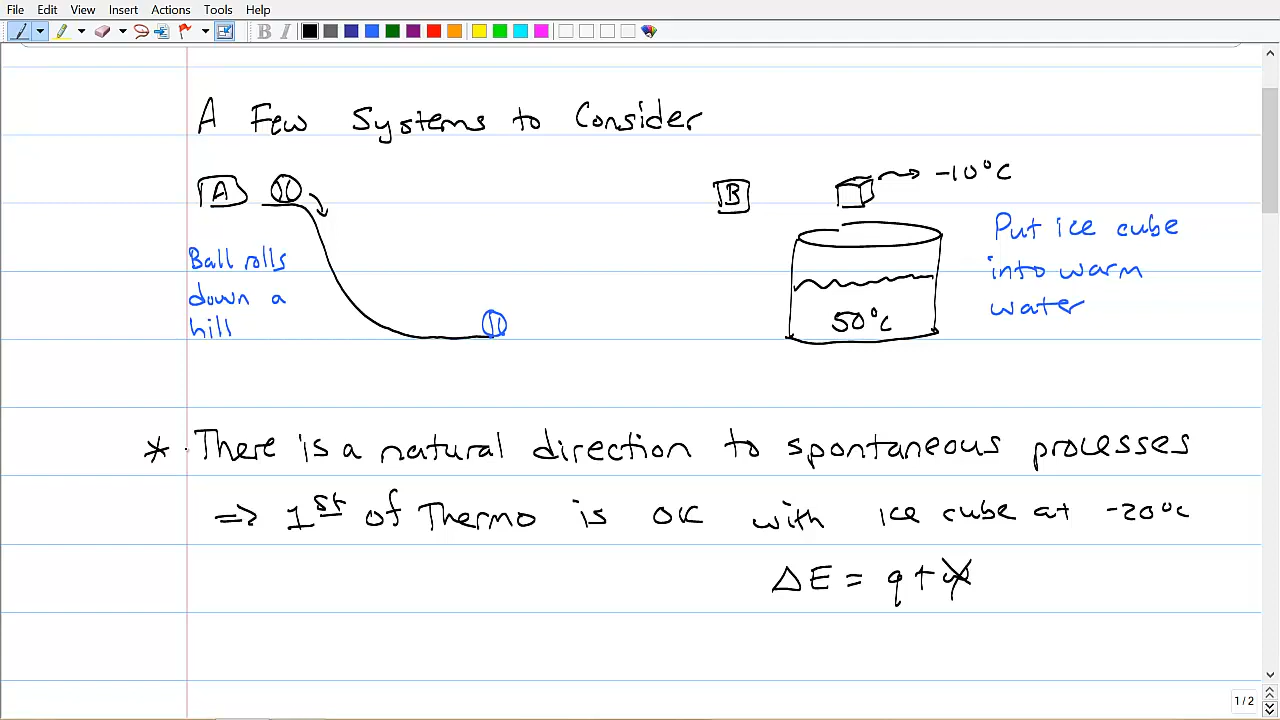 File Edit View Insert Actions Tools Help
B I
A Few Systems to Consider
A
Ball rolls
down a
hill
B
-10°C
50°C
Put ice cube
into warm
water
* There is a natural direction to spontaneous processes
⇒ 1st of Thermo is OK with ice cube at -20°C
ΔE = q +
1/2